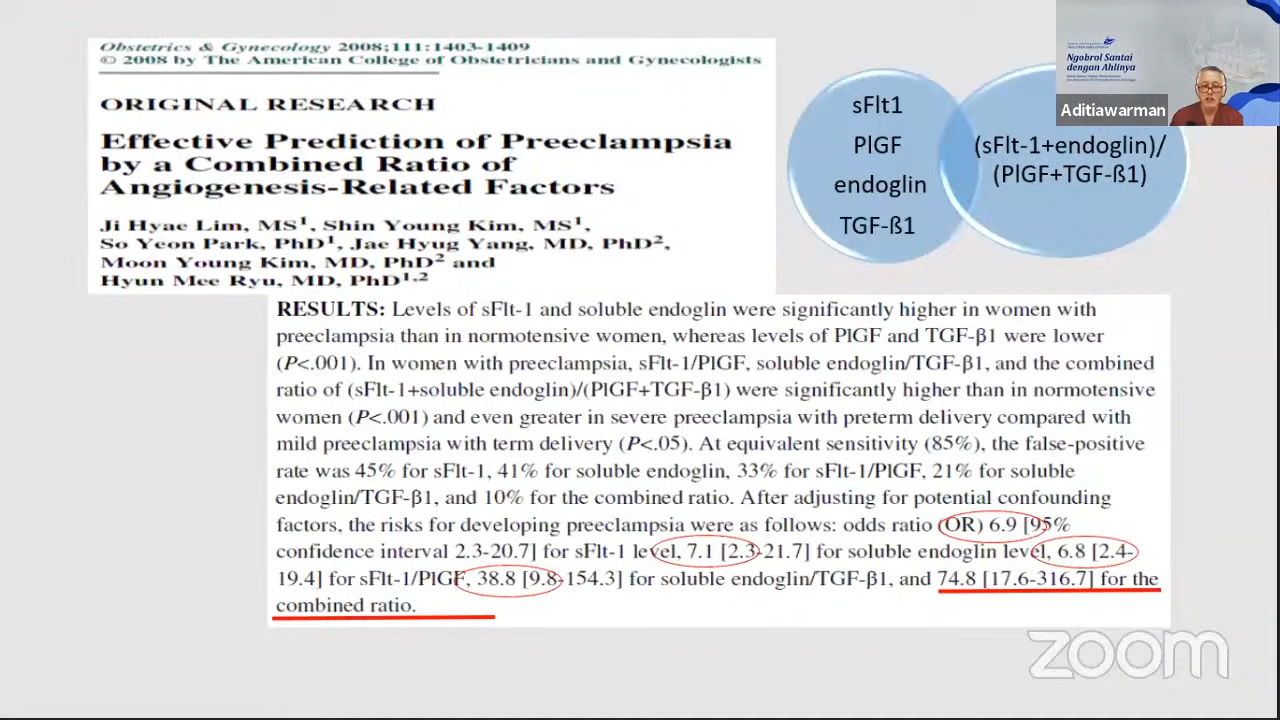 Obstetrics & Gynecology 2008;111:1403-1409
© 2008 by The American College of Obstetricians and Gynecologists
ORIGINAL RESEARCH
Effective Prediction of Preeclampsia
by a Combined Ratio of
Angiogenesis-Related Factors
Ji Hyae Lim, MS1, Shin Young Kim, MS1,
So Yeon Park, PhD1, Jae Hyug Yang, MD, PhD2,
Moon Young Kim, MD, PhD2 and
Hyun Mee Ryu, MD, PhD1,2
sFlt1
PlGF
endoglin
TGF-ß1
(sFlt-1+endoglin)/
(PlGF+TGF-ß1)
Ngobrol Santai
dengan Ahlinya
Aditiawarman
RESULTS: Levels of sFlt-1 and soluble endoglin were significantly higher in women with
preeclampsia than in normotensive women, whereas levels of PlGF and TGF-β1 were lower
(P<.001). In women with preeclampsia, sFlt-1/PlGF, soluble endoglin/TGF-β1, and the combined
ratio of (sFlt-1+soluble endoglin)/(PlGF+TGF-β1) were significantly higher than in normotensive
women (P<.001) and even greater in severe preeclampsia with preterm delivery compared with
mild preeclampsia with term delivery (P<.05). At equivalent sensitivity (85%), the false-positive
rate was 45% for sFlt-1, 41% for soluble endoglin, 33% for sFlt-1/PlGF, 21% for soluble
endoglin/TGF-β1, and 10% for the combined ratio. After adjusting for potential confounding
factors, the risks for developing preeclampsia were as follows: odds ratio (OR) 6.9 [95%
confidence interval 2.3-20.7] for sFlt-1 level, 7.1 [2.3-21.7] for soluble endoglin level, 6.8 [2.4-
19.4] for sFlt-1/PlGF, 38.8 [9.8-154.3] for soluble endoglin/TGF-β1, and 74.8 [17.6-316.7] for the
combined ratio.
zoom